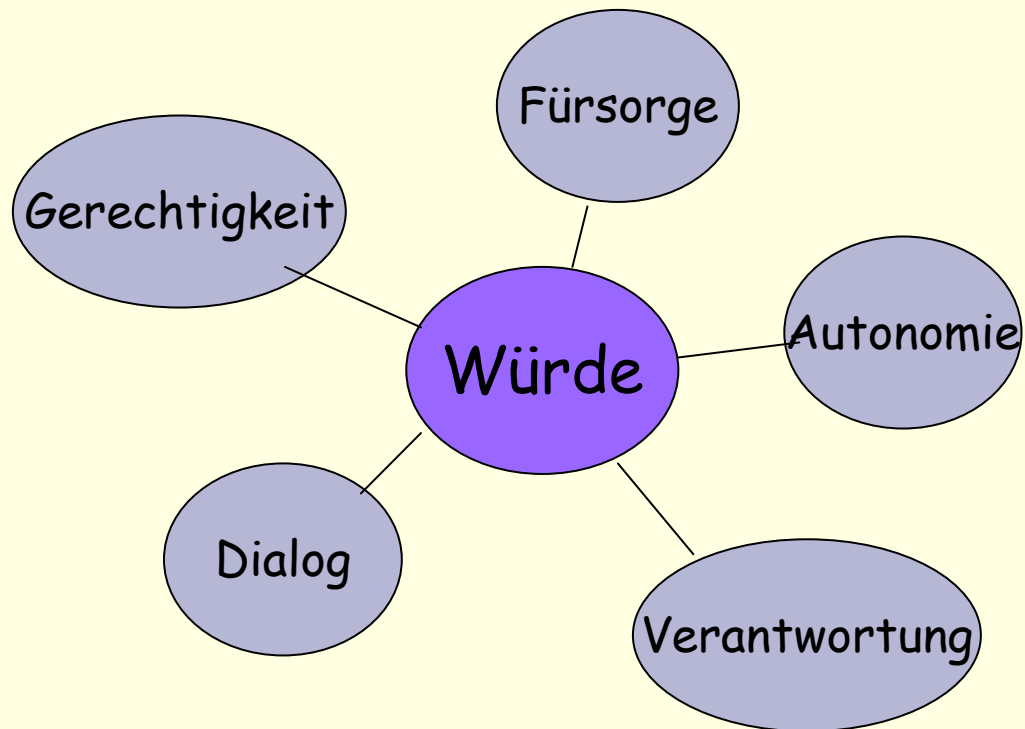 Fürsorge
Gerechtigkeit
Autonomie
Würde
Dialog
Verantwortung